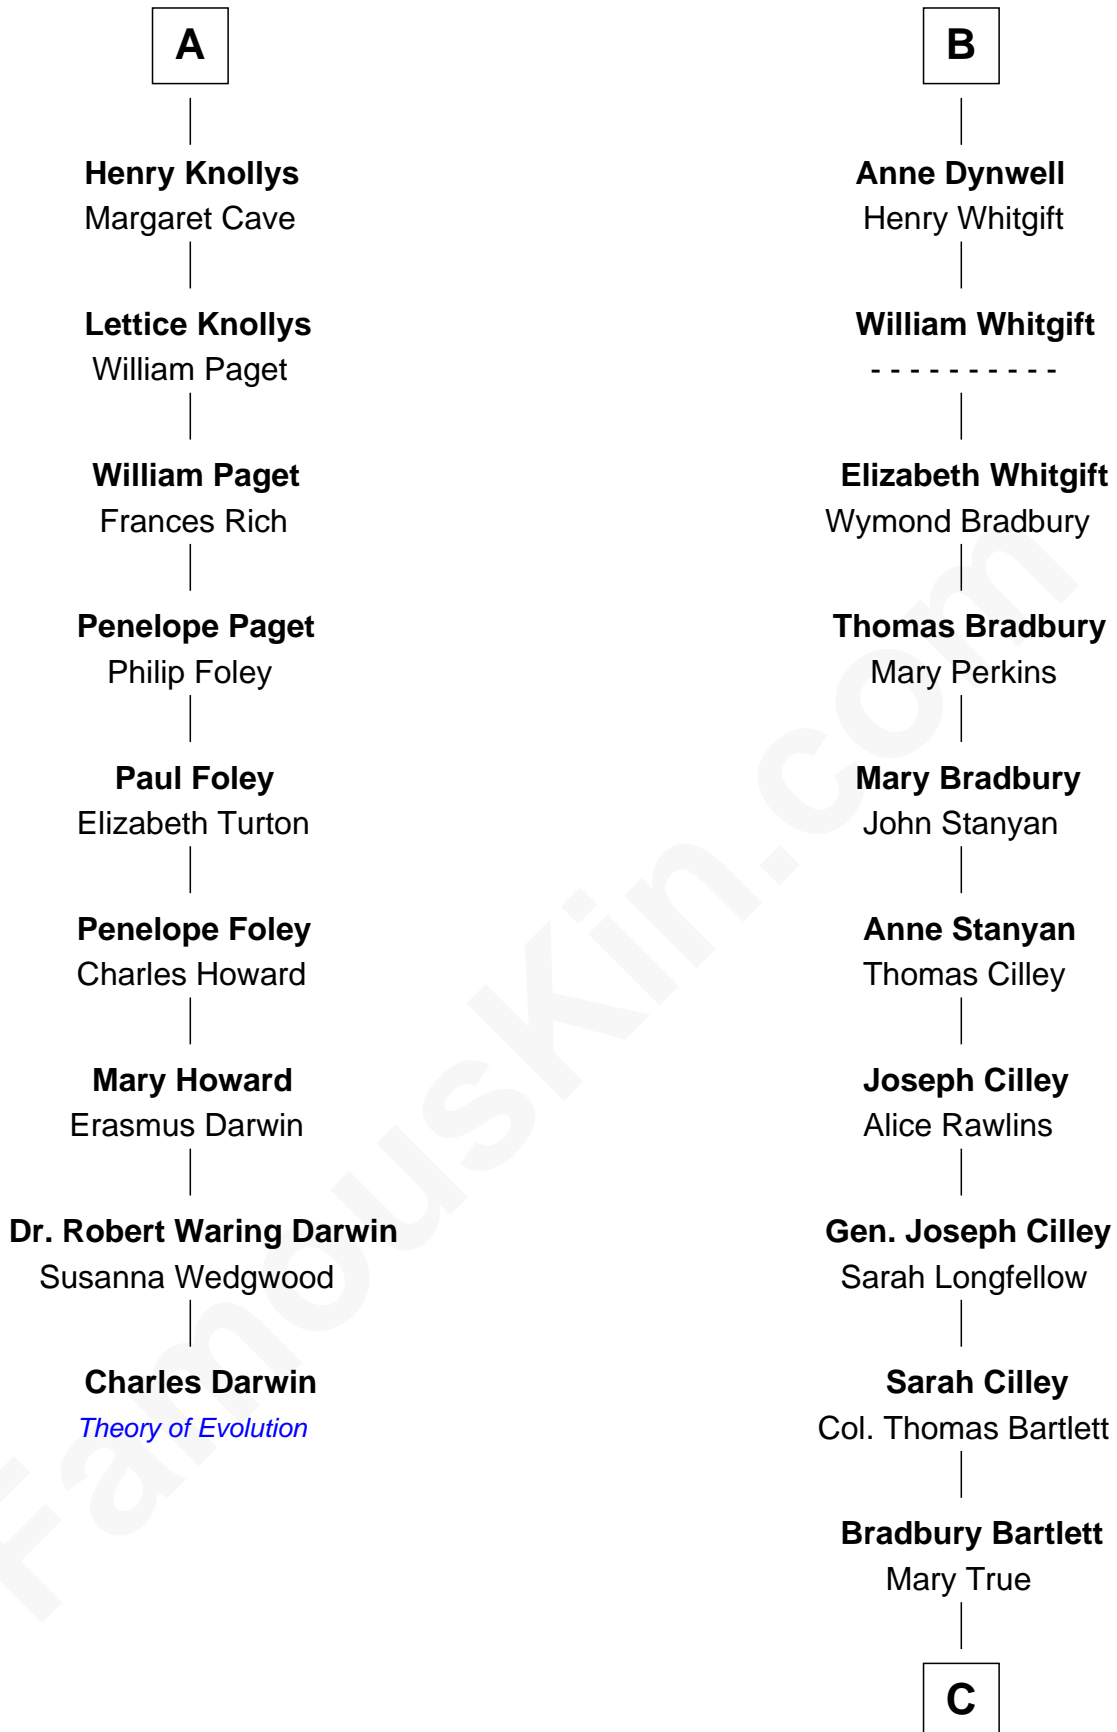 A
Henry Knollys
Margaret Cave
Lettice Knollys
William Paget
William Paget
Frances Rich
Penelope Paget
Philip Foley
Paul Foley
Elizabeth Turton
Penelope Foley
Charles Howard
Mary Howard
Erasmus Darwin
Dr. Robert Waring Darwin
Susanna Wedgwood
Charles Darwin
Theory of Evolution
B
Anne Dynwell
Henry Whitgift
William Whitgift
- - - - - - - - - -
Elizabeth Whitgift
Wymond Bradbury
Thomas Bradbury
Mary Perkins
Mary Bradbury
John Stanyan
Anne Stanyan
Thomas Cilley
Joseph Cilley
Alice Rawlins
Gen. Joseph Cilley
Sarah Longfellow
Sarah Cilley
Col. Thomas Bartlett
Bradbury Bartlett
Mary True
C
FamousKin.com